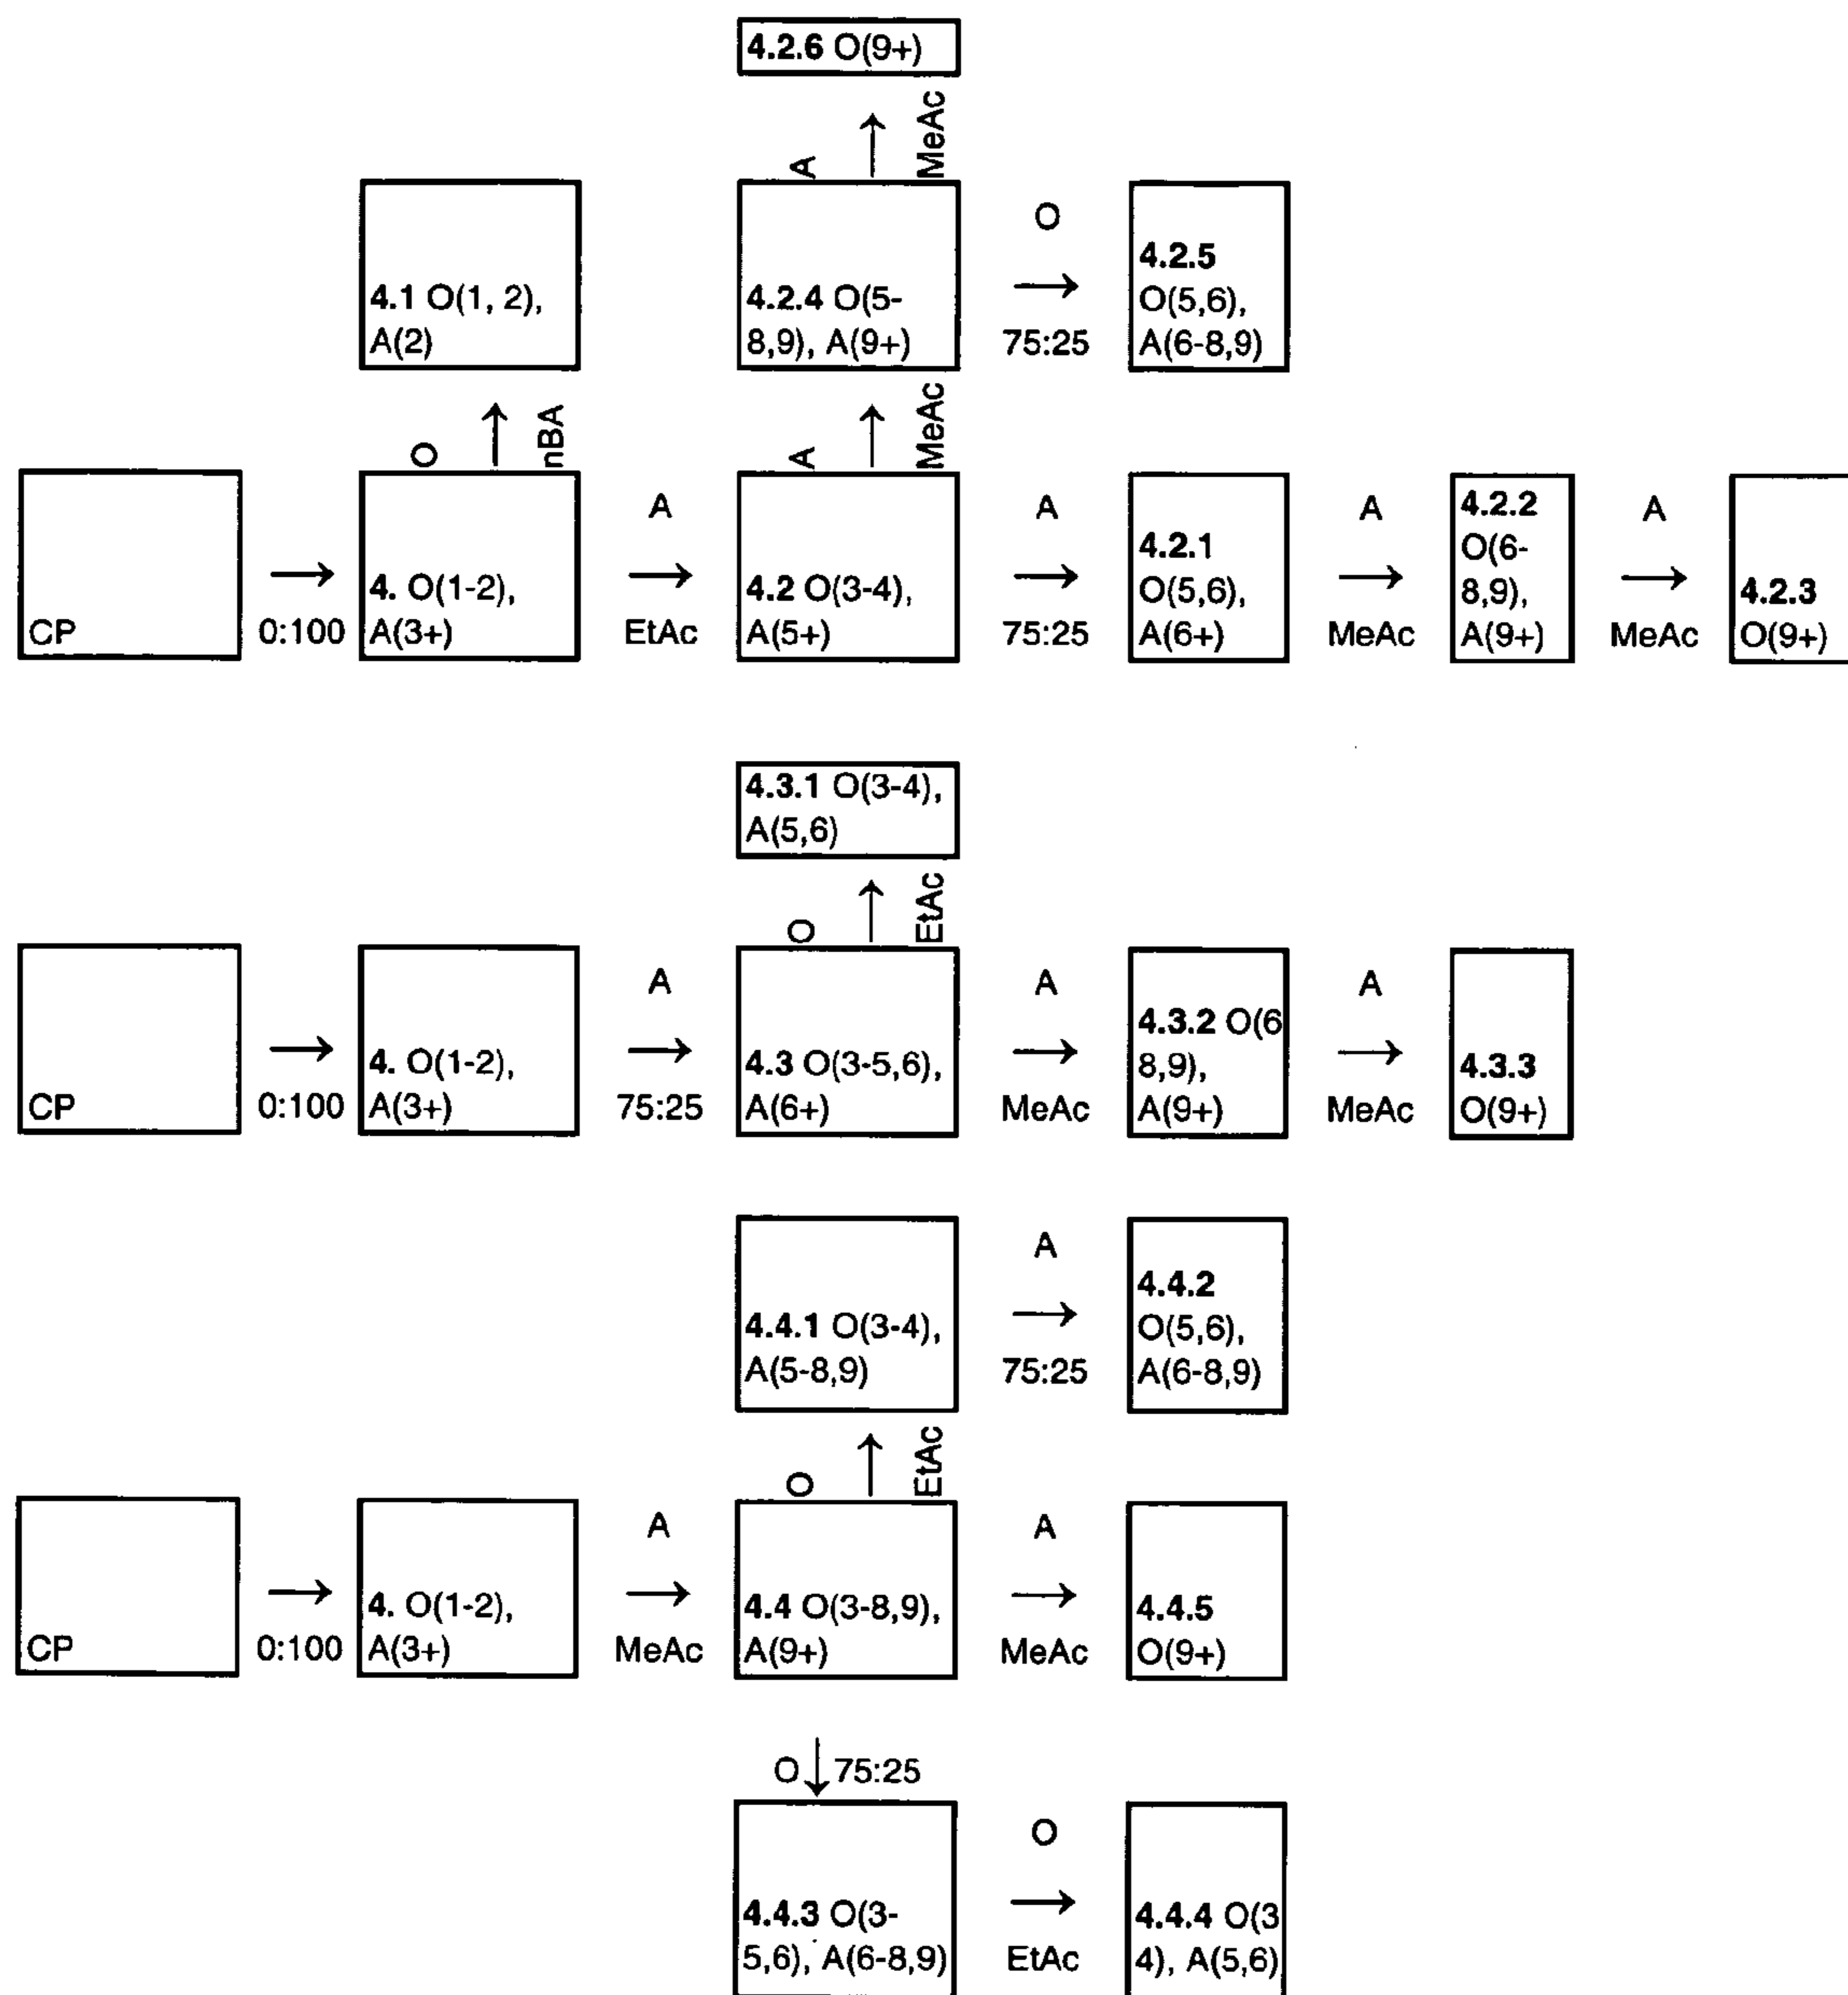 4.2.6 O(9+)
A
MeAc
4.1 O(1, 2),
A(2)
4.2.4 O(5-
8,9), A(9+)
O
75:25
4.2.5
O(5,6),
A(6-8,9)
O
nBA
A
MeAc
CP
0:100
4. O(1-2),
A(3+)
A
EtAc
4.2 O(3-4),
A(5+)
A
75:25
4.2.1
O(5,6),
A(6+)
A
MeAc
4.2.2
O(6-
8,9),
A(9+)
A
MeAc
4.2.3
O(9+)
4.3.1 O(3-4),
A(5,6)
O
EtAc
CP
0:100
4. O(1-2),
A(3+)
A
75:25
4.3 O(3-5,6),
A(6+)
A
MeAc
4.3.2 O(6
8,9),
A(9+)
A
MeAc
4.3.3
O(9+)
4.4.1 O(3-4),
A(5-8,9)
A
75:25
4.4.2
O(5,6),
A(6-8,9)
O
EtAc
CP
0:100
4. O(1-2),
A(3+)
A
MeAc
4.4 O(3-8,9),
A(9+)
A
MeAc
4.4.5
O(9+)
O 75:25
4.4.3 O(3-
5,6), A(6-8,9)
O
EtAc
4.4.4 O(3
4), A(5,6)